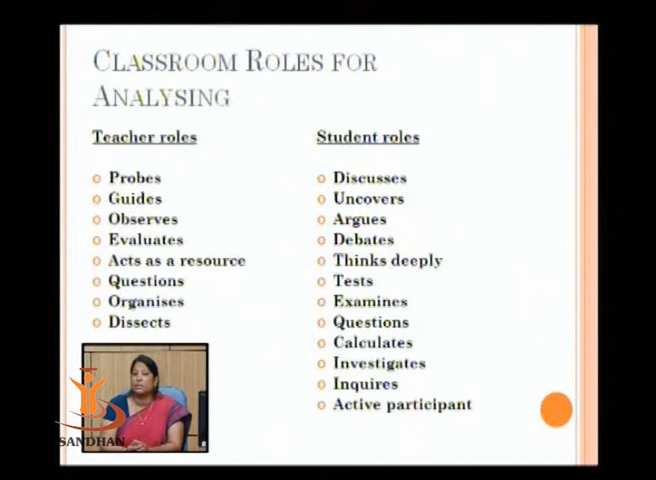 CLASSROOM ROLES FOR
ANALYSING
Teacher roles
Probes
Guides
Observes
Evaluates
Acts as a resource
Questions
Organises
Dissects
Student roles
Discusses
Uncovers
Argues
Debates
Thinks deeply
Tests
Examines
Questions
Calculates
Investigates
Inquires
Active participant
SANDHAN